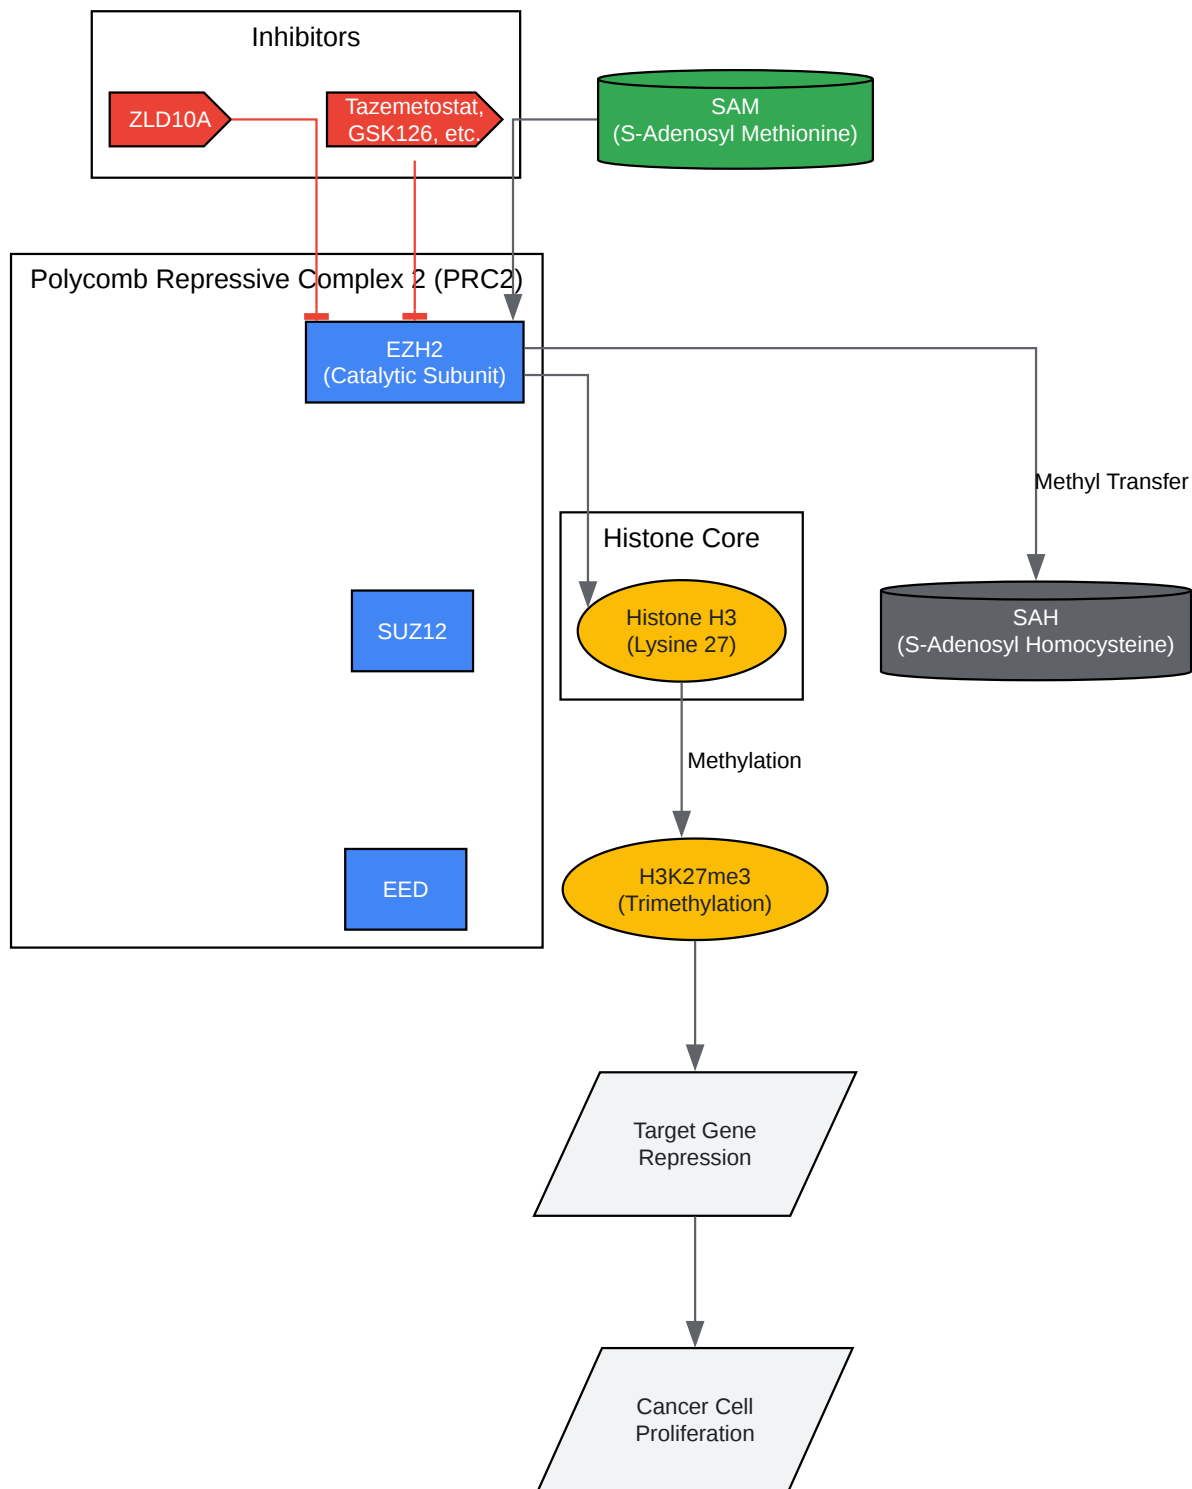 Inhibitors
ZLD10A
Tazemetostat,
GSK126, etc.
SAM
(S-Adenosyl Methionine)
Polycomb Repressive Complex 2 (PRC2)
EZH2
(Catalytic Subunit)
Methyl Transfer
Histone Core
Histone H3
(Lysine 27)
SAH
(S-Adenosyl Homocysteine)
SUZ12
Methylation
EED
H3K27me3
(Trimethylation)
Target Gene
Repression
Cancer Cell
Proliferation